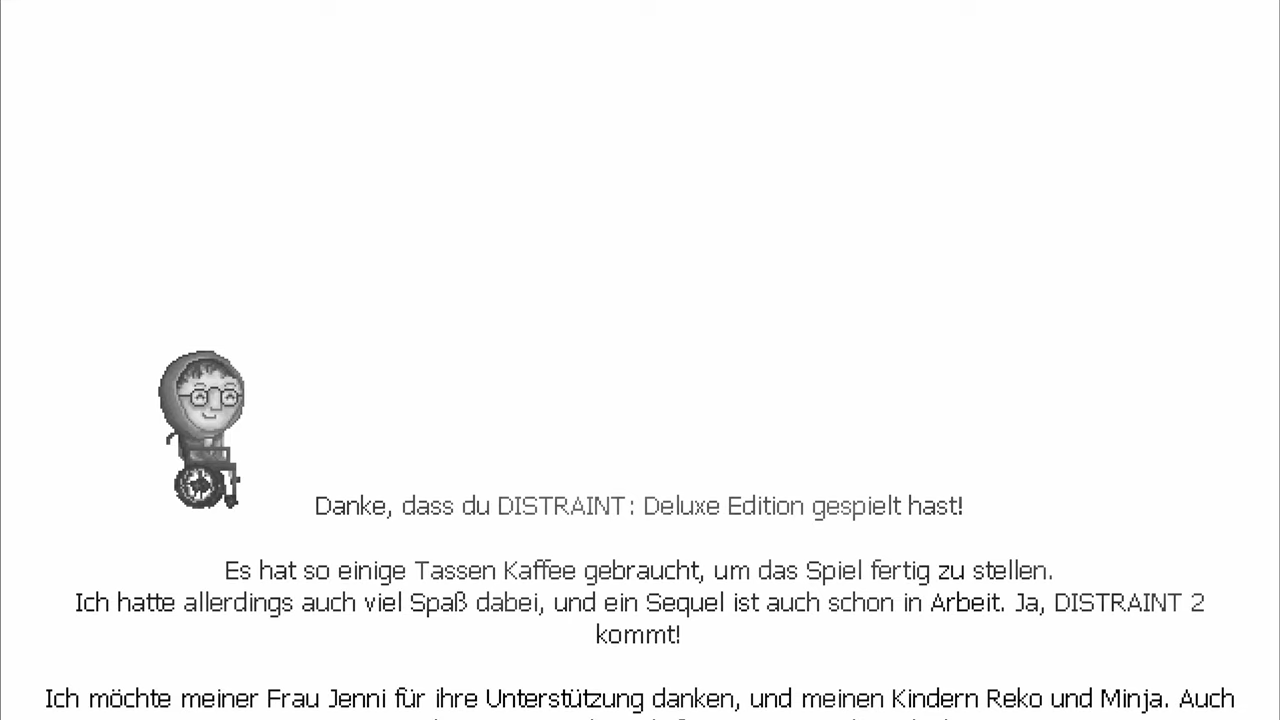 Danke, dass du DISTRAINT: Deluxe Edition gespielt hast!
Es hat so einige Tassen Kaffee gebraucht, um das Spiel fertig zu stellen.
Ich hatte allerdings auch viel Spaß dabei, und ein Sequel ist auch schon in Arbeit. Ja, DISTRAINT 2
kommt!
Ich möchte meiner Frau Jenni für ihre Unterstützung danken, und meinen Kindern Reko und Minja. Auch